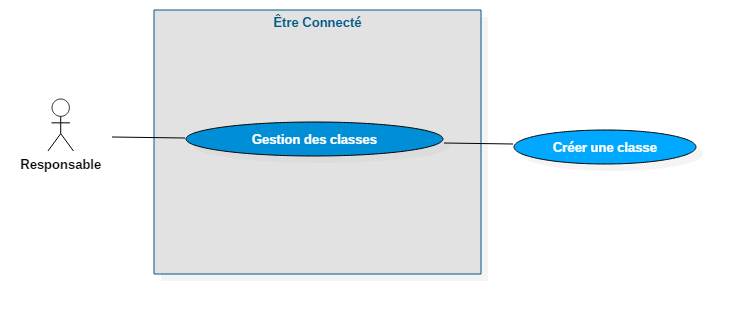 Être Connecté
Gestion des classes
Créer une classe
Responsable